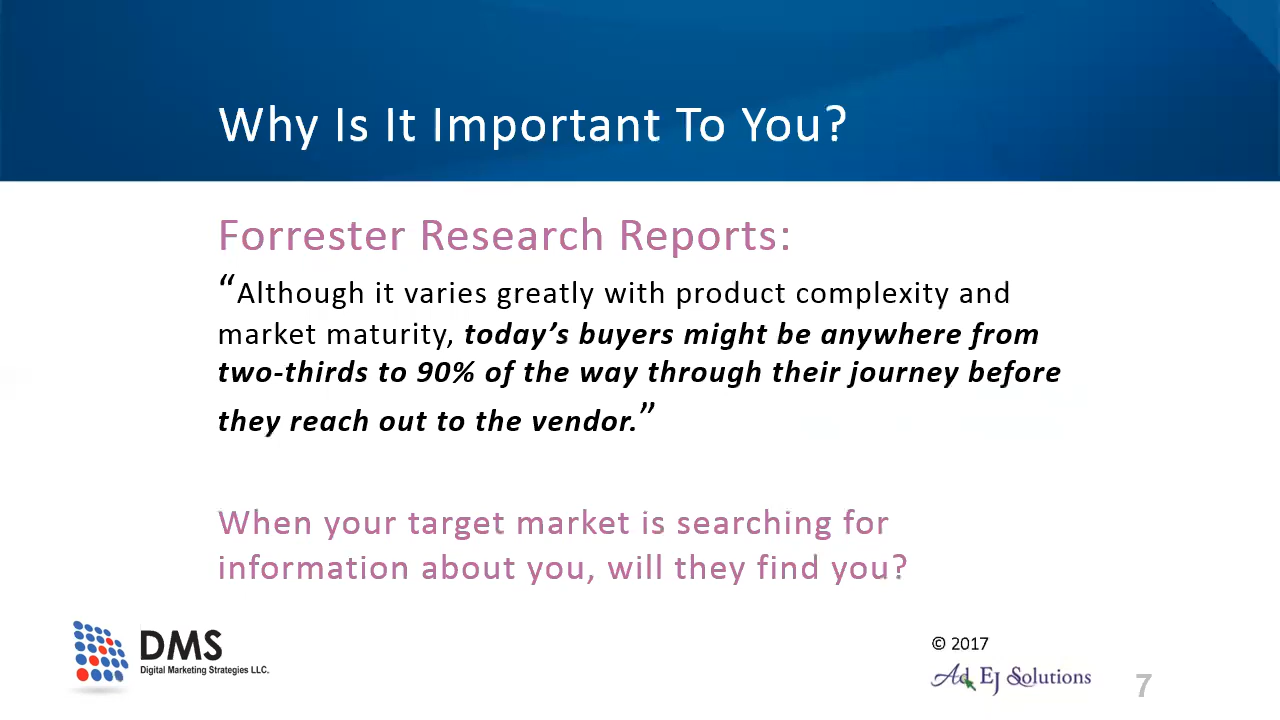 Why Is It Important To You?
Forrester Research Reports:
“Although it varies greatly with product complexity and
market maturity, today’s buyers might be anywhere from
two-thirds to 90% of the way through their journey before
they reach out to the vendor.”
When your target market is searching for
information about you, will they find you?
DMS
Digital Marketing Strategies LLC.
© 2017
Ad EJ Solutions
7